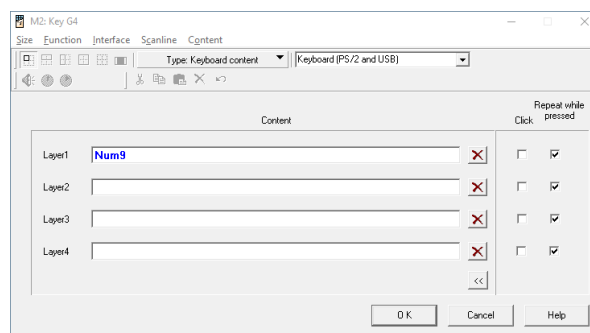 M2: Key G4
Size Function Interface Scanline Content
Type: Keyboard content Keyboard (PS/2 and USB)
Content Click Repeat while pressed
Layer1 Num9
Layer2
Layer3
Layer4
<<
OK Cancel Help